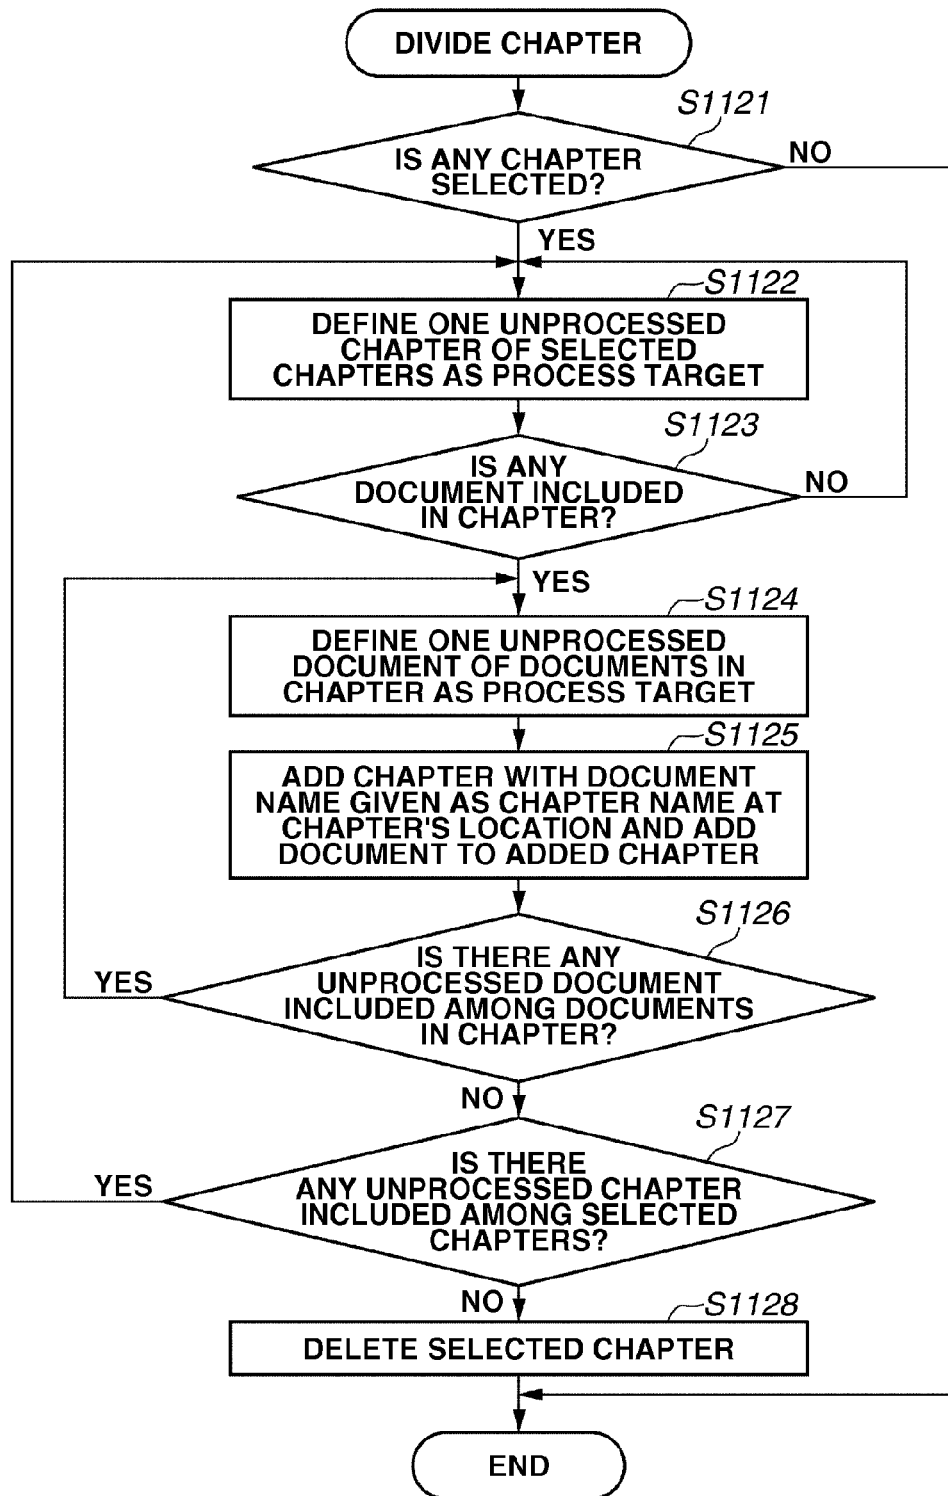 DIVIDE CHAPTER
S1121
IS ANY CHAPTER
SELECTED?
NO
YES
S1122
DEFINE ONE UNPROCESSED
CHAPTER OF SELECTED
CHAPTERS AS PROCESS TARGET
S1123
IS ANY
DOCUMENT INCLUDED
IN CHAPTER?
NO
YES
S1124
DEFINE ONE UNPROCESSED
DOCUMENT OF DOCUMENTS IN
CHAPTER AS PROCESS TARGET
S1125
ADD CHAPTER WITH DOCUMENT
NAME GIVEN AS CHAPTER NAME AT
CHAPTER'S LOCATION AND ADD
DOCUMENT TO ADDED CHAPTER
S1126
IS THERE ANY
UNPROCESSED DOCUMENT
INCLUDED AMONG DOCUMENTS
IN CHAPTER?
YES
NO
S1127
IS THERE
ANY UNPROCESSED CHAPTER
INCLUDED AMONG SELECTED
CHAPTERS?
YES
NO
S1128
DELETE SELECTED CHAPTER
END